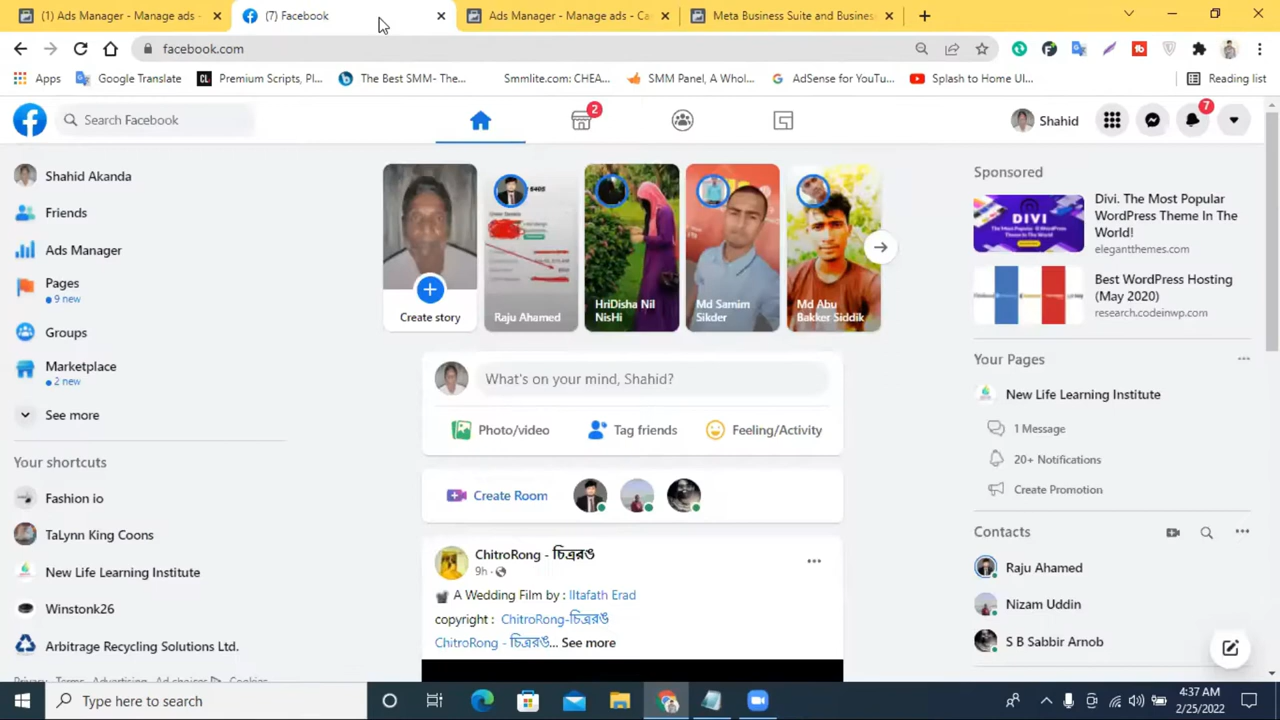 (1) Ads Manager - Manage ads -
(7) Facebook
Ads Manager - Manage ads - Ca
Meta Business Suite and Busines
facebook.com
Apps
Google Translate
Premium Scripts, Pl...
The Best SMM- The...
Smmlite.com: CHEA...
SMM Panel, A Whol...
AdSense for YouTu...
Splash to Home UI...
Reading list
Search Facebook
2
Shahid
7
Shahid Akanda
Friends
Ads Manager
Pages
9 new
Groups
Marketplace
2 new
See more
Your shortcuts
Fashion io
TaLynn King Coons
New Life Learning Institute
Winstonk26
Arbitrage Recycling Solutions Ltd.
Privacy · Terms · Advertising · Ad choices · Cookies ·
Create story
Raju Ahamed
HriDisha Nil
NisHi
Md Samim
Sikder
Md Abu
Bakker Siddik
What's on your mind, Shahid?
Photo/video
Tag friends
Feeling/Activity
Create Room
ChitroRong - চিত্ররঙ
9h ·
A Wedding Film by : Iltafath Erad
copyright : ChitroRong-চিত্ররঙ
ChitroRong - চিত্ররঙ... See more
Sponsored
DIVI
Divi. The Most Popular
WordPress Theme In The
World!
elegantthemes.com
Best WordPress Hosting
(May 2020)
research.codeinwp.com
Your Pages
New Life Learning Institute
1 Message
20+ Notifications
Create Promotion
Contacts
Raju Ahamed
Nizam Uddin
S B Sabbir Arnob
Type here to search
4:37 AM
2/25/2022